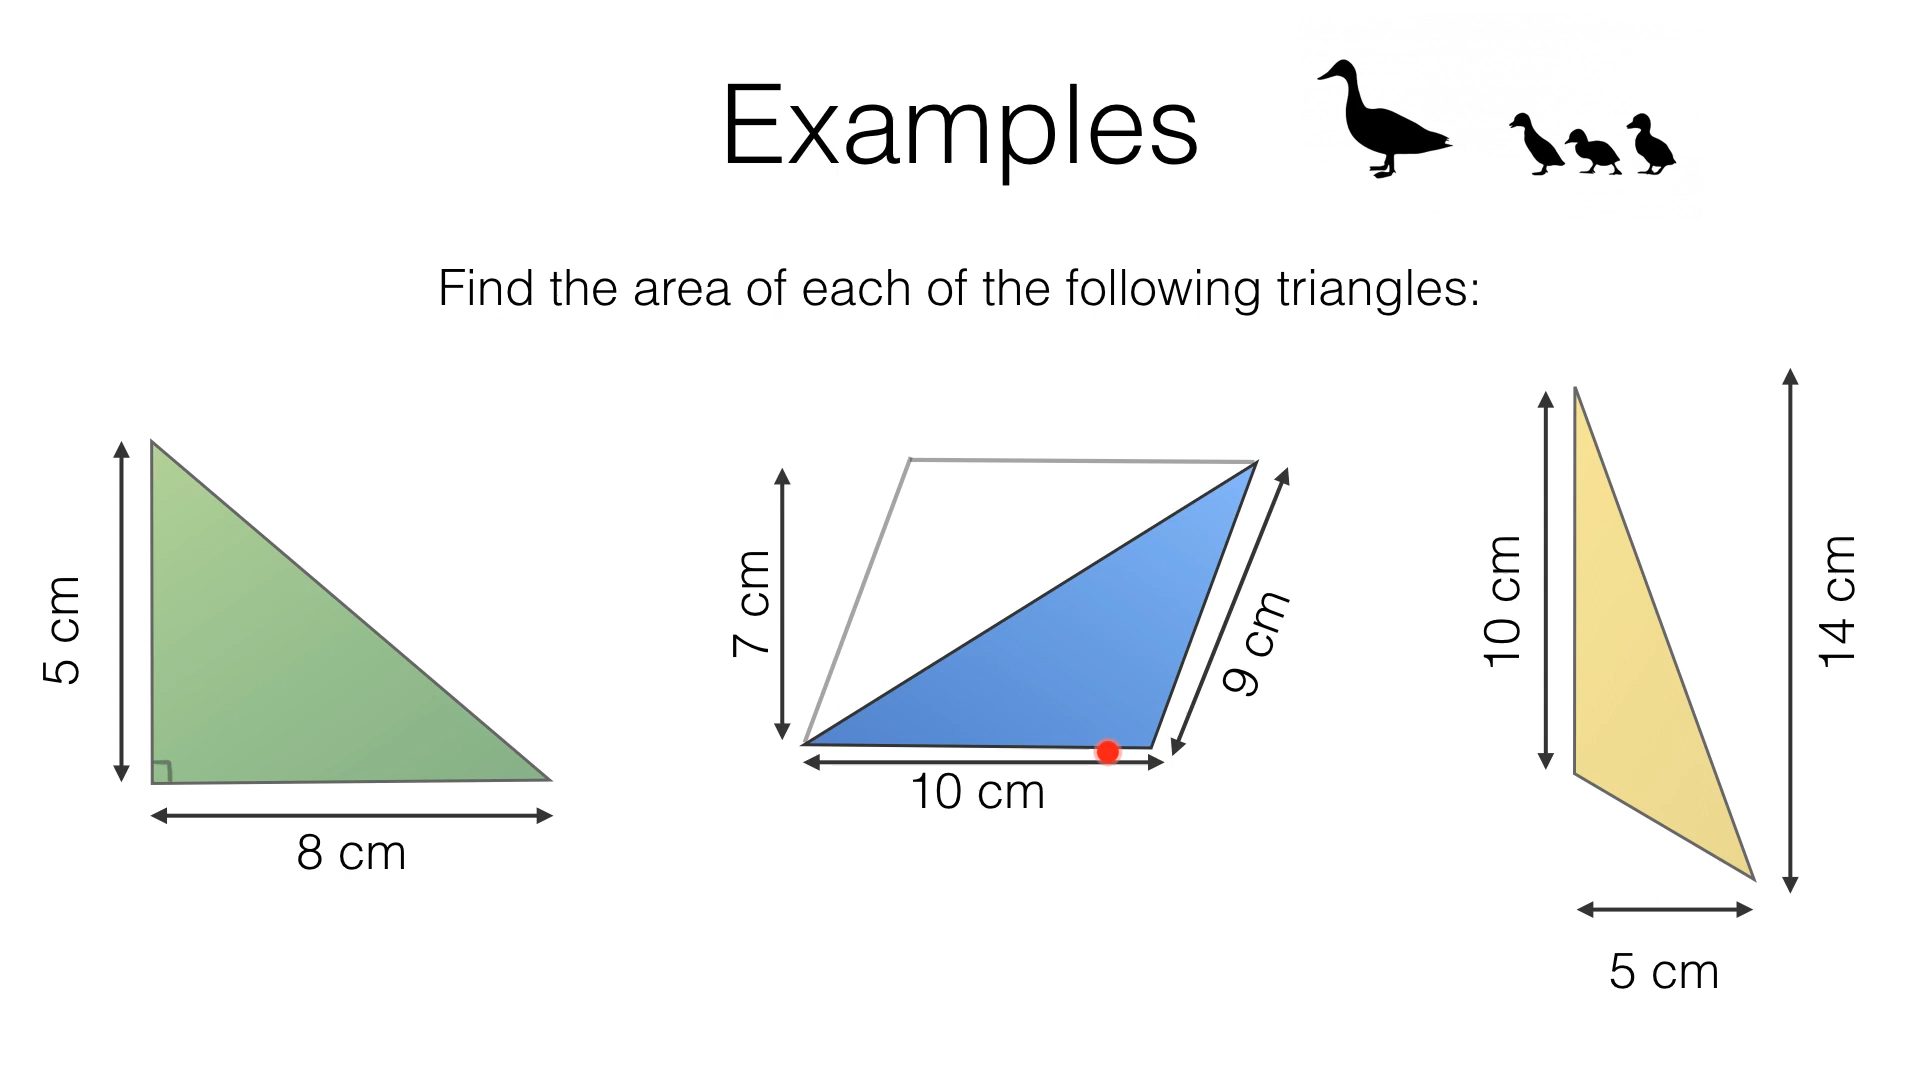 Examples
Find the area of each of the following triangles:
5 cm
8 cm
7 cm
10 cm
9 cm
10 cm
14 cm
5 cm